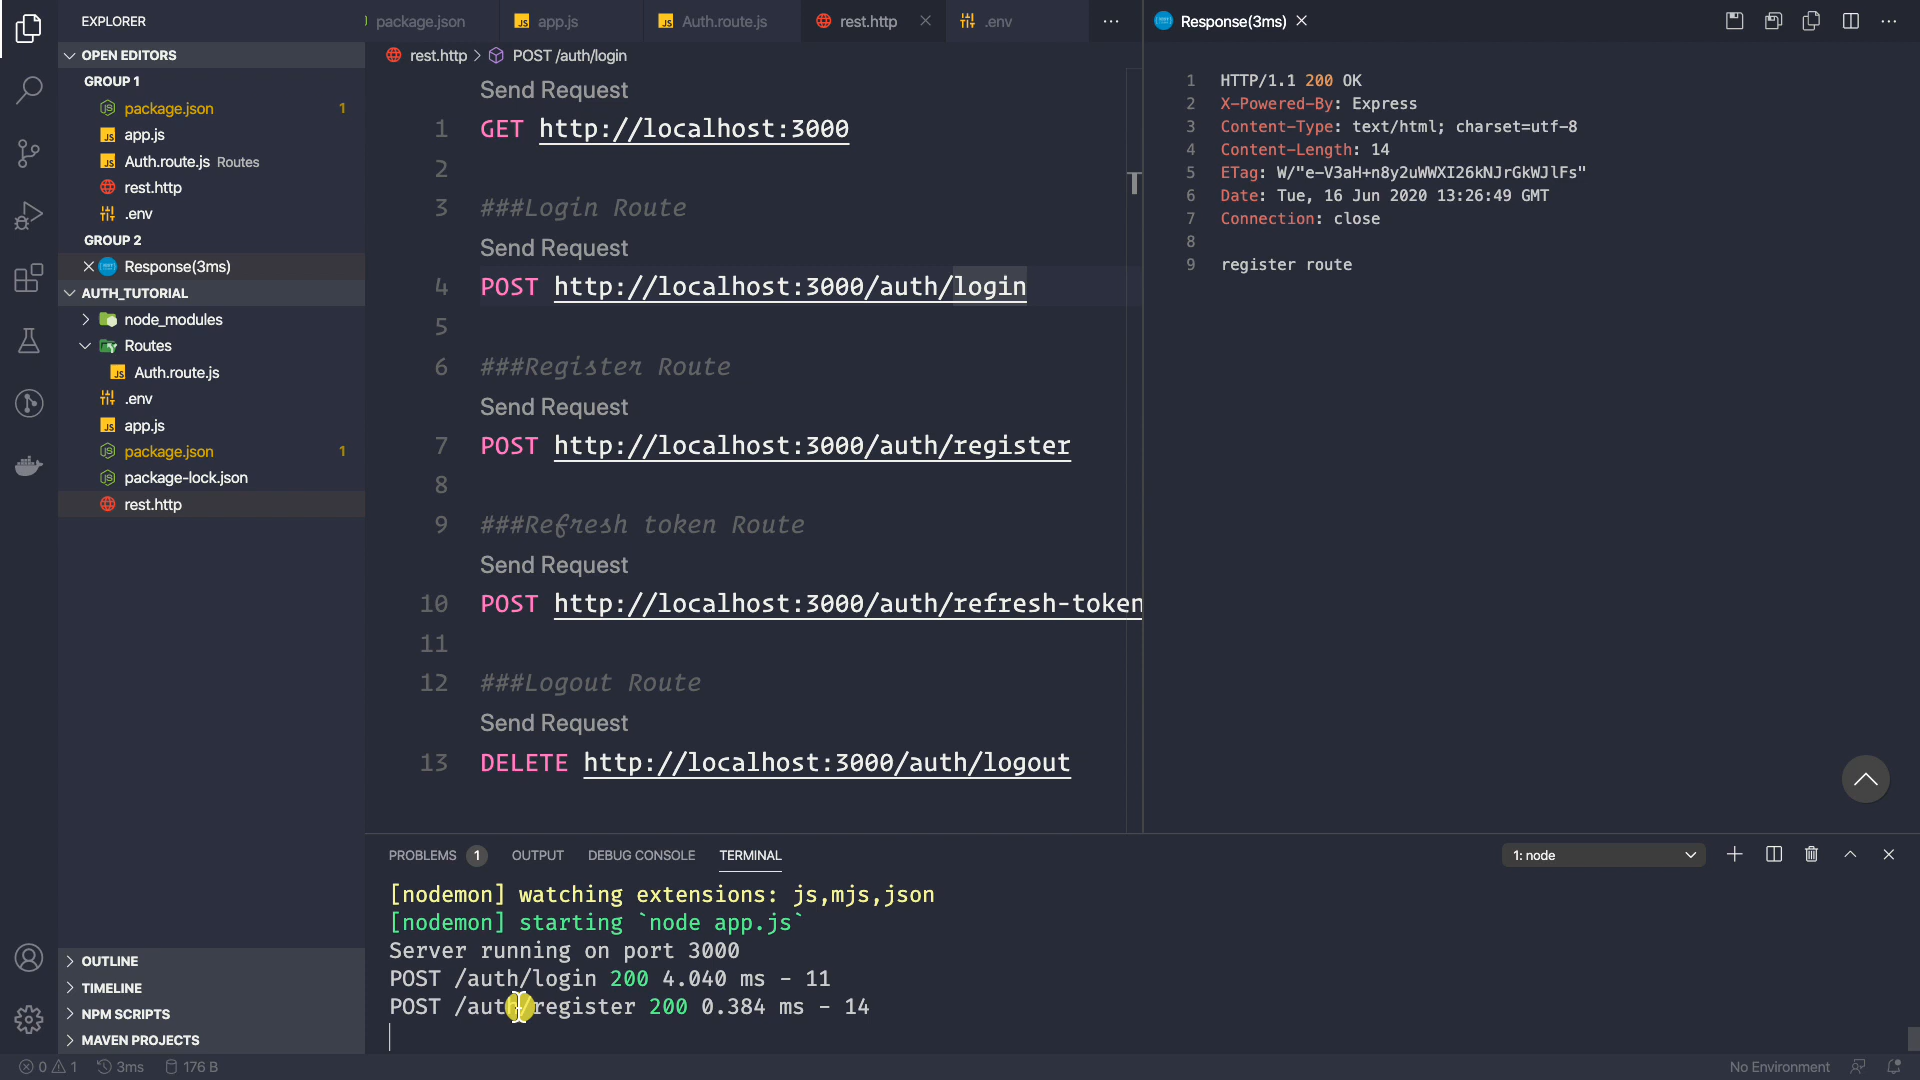 EXPLORER
OPEN EDITORS
GROUP 1
package.json 1
app.js
Auth.route.js Routes
rest.http
.env
GROUP 2
Response(3ms)
AUTH_TUTORIAL
node_modules
Routes
Auth.route.js
.env
app.js
package.json 1
package-lock.json
rest.http
OUTLINE
TIMELINE
NPM SCRIPTS
MAVEN PROJECTS
package.json app.js Auth.route.js rest.http .env
rest.http > POST /auth/login
Send Request
1 GET http://localhost:3000
2
3 ###Login Route
Send Request
4 POST http://localhost:3000/auth/login
5
6 ###Register Route
Send Request
7 POST http://localhost:3000/auth/register
8
9 ###Refresh token Route
Send Request
10 POST http://localhost:3000/auth/refresh-token
11
12 ###Logout Route
Send Request
13 DELETE http://localhost:3000/auth/logout
Response(3ms)
1 HTTP/1.1 200 OK
2 X-Powered-By: Express
3 Content-Type: text/html; charset=utf-8
4 Content-Length: 14
5 ETag: W/"e-V3aH+n8y2uWWXI26kNJrGkWJlFs"
6 Date: Tue, 16 Jun 2020 13:26:49 GMT
7 Connection: close
8
9 register route
PROBLEMS 1 OUTPUT DEBUG CONSOLE TERMINAL 1: node
[nodemon] watching extensions: js,mjs,json
[nodemon] starting `node app.js`
Server running on port 3000
POST /auth/login 200 4.040 ms - 11
POST /auth/register 200 0.384 ms - 14
0 1 3ms 176 B No Environment